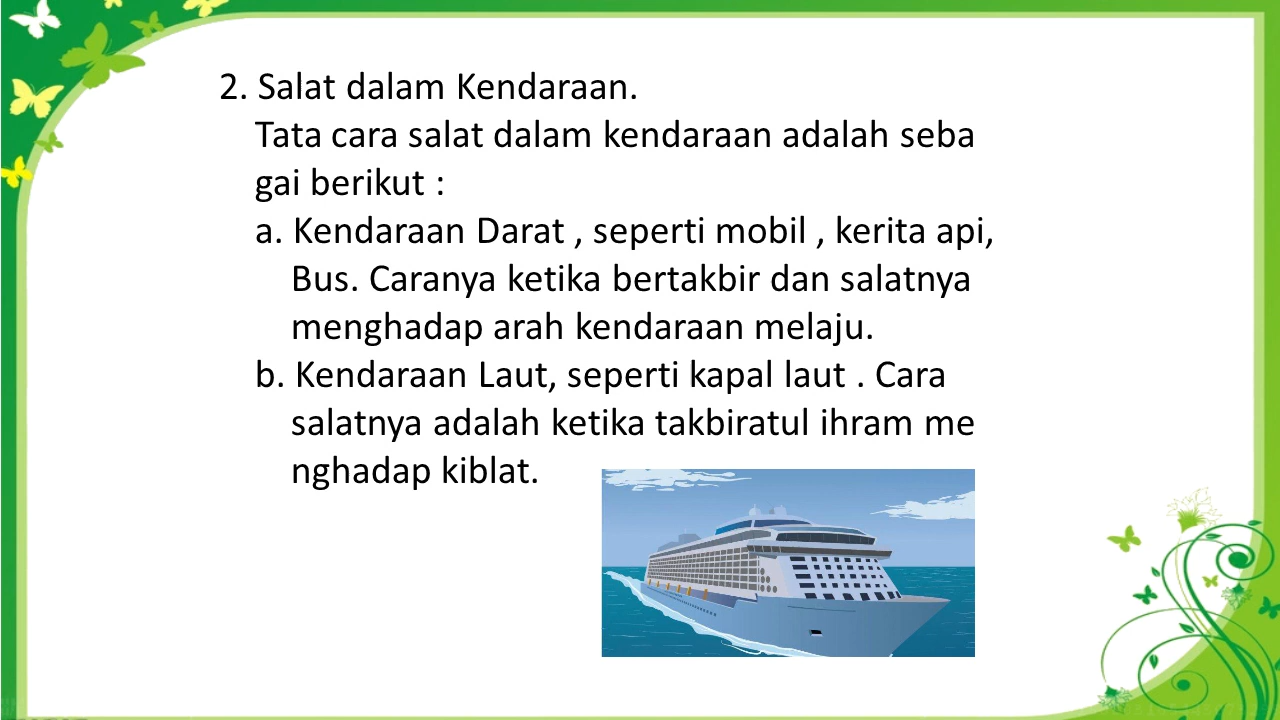 2. Salat dalam Kendaraan.
Tata cara salat dalam kendaraan adalah seba
gai berikut :
a. Kendaraan Darat , seperti mobil , kerita api,
Bus. Caranya ketika bertakbir dan salatnya
menghadap arah kendaraan melaju.
b. Kendaraan Laut, seperti kapal laut . Cara
salatnya adalah ketika takbiratul ihram me
nghadap kiblat.